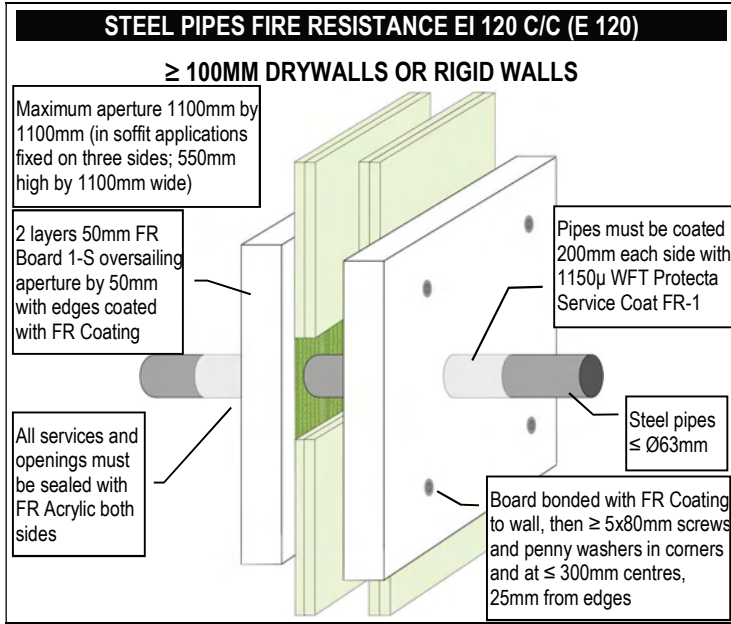 STEEL PIPES FIRE RESISTANCE EI 120 C/C (E 120)
≥ 100MM DRYWALLS OR RIGID WALLS
Maximum aperture 1100mm by
1100mm (in soffit applications
fixed on three sides; 550mm
high by 1100mm wide)
2 layers 50mm FR
Board 1-S oversailing
aperture by 50mm
with edges coated
with FR Coating
All services and
openings must
be sealed with
FR Acrylic both
sides
Pipes must be coated
200mm each side with
1150µ WFT Protecta
Service Coat FR-1
Steel pipes
≤ Ø63mm
Board bonded with FR Coating
to wall, then ≥ 5x80mm screws
and penny washers in corners
and at ≤ 300mm centres,
25mm from edges